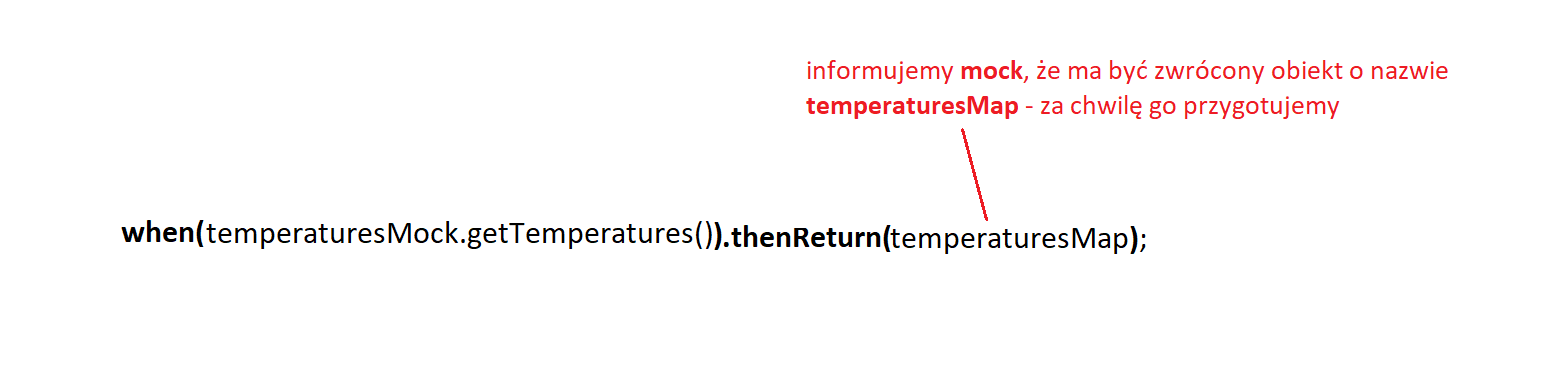 informujemy mock, że ma być zwrócony obiekt o nazwie
temperaturesMap - za chwilę go przygotujemy
when(temperaturesMock.getTemperatures()).thenReturn(temperaturesMap);